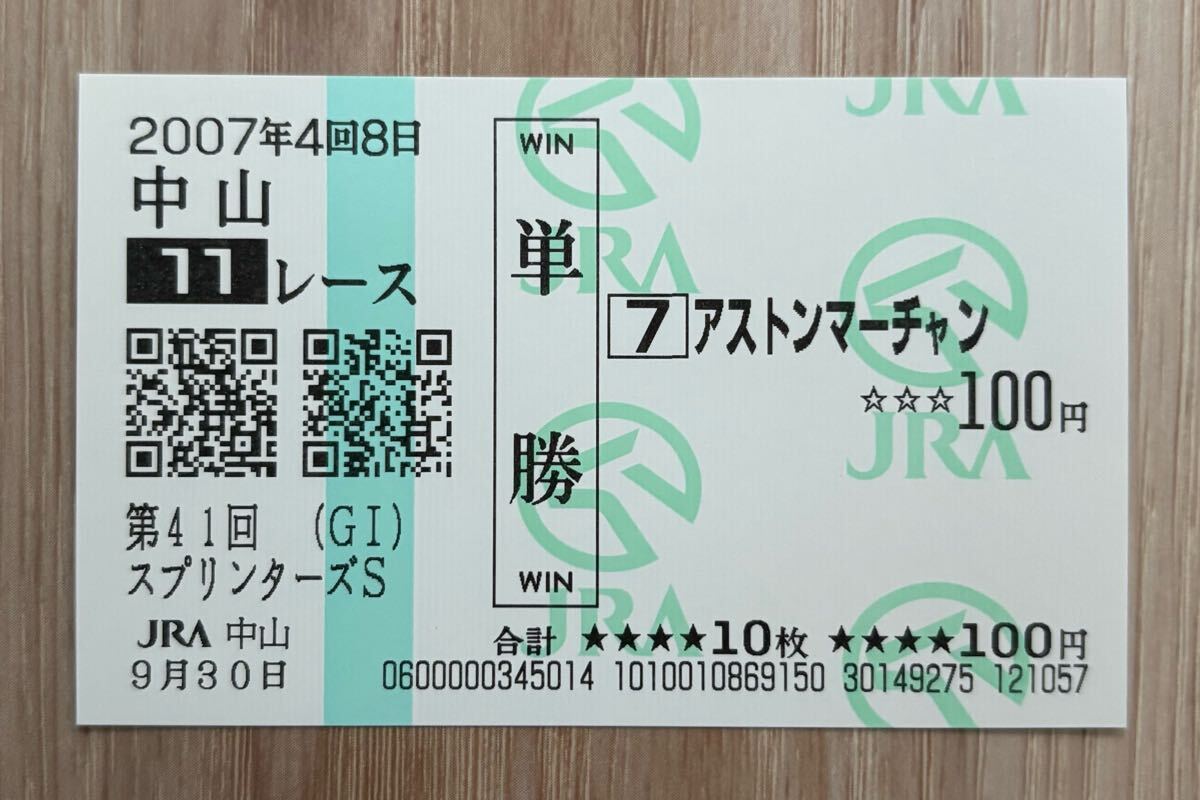 2007年4回8日
中山
11レース
第41回 (GI)
スプリンターズS
JRA 中山
9月30日
WIN
単勝
WIN
7 アストンマーチャン
☆☆☆100円
合計 ★★★★10枚 ★★★★100円
0600000345014 1010010869150 30149275 121057
JRA
JRA
JRA
JRA